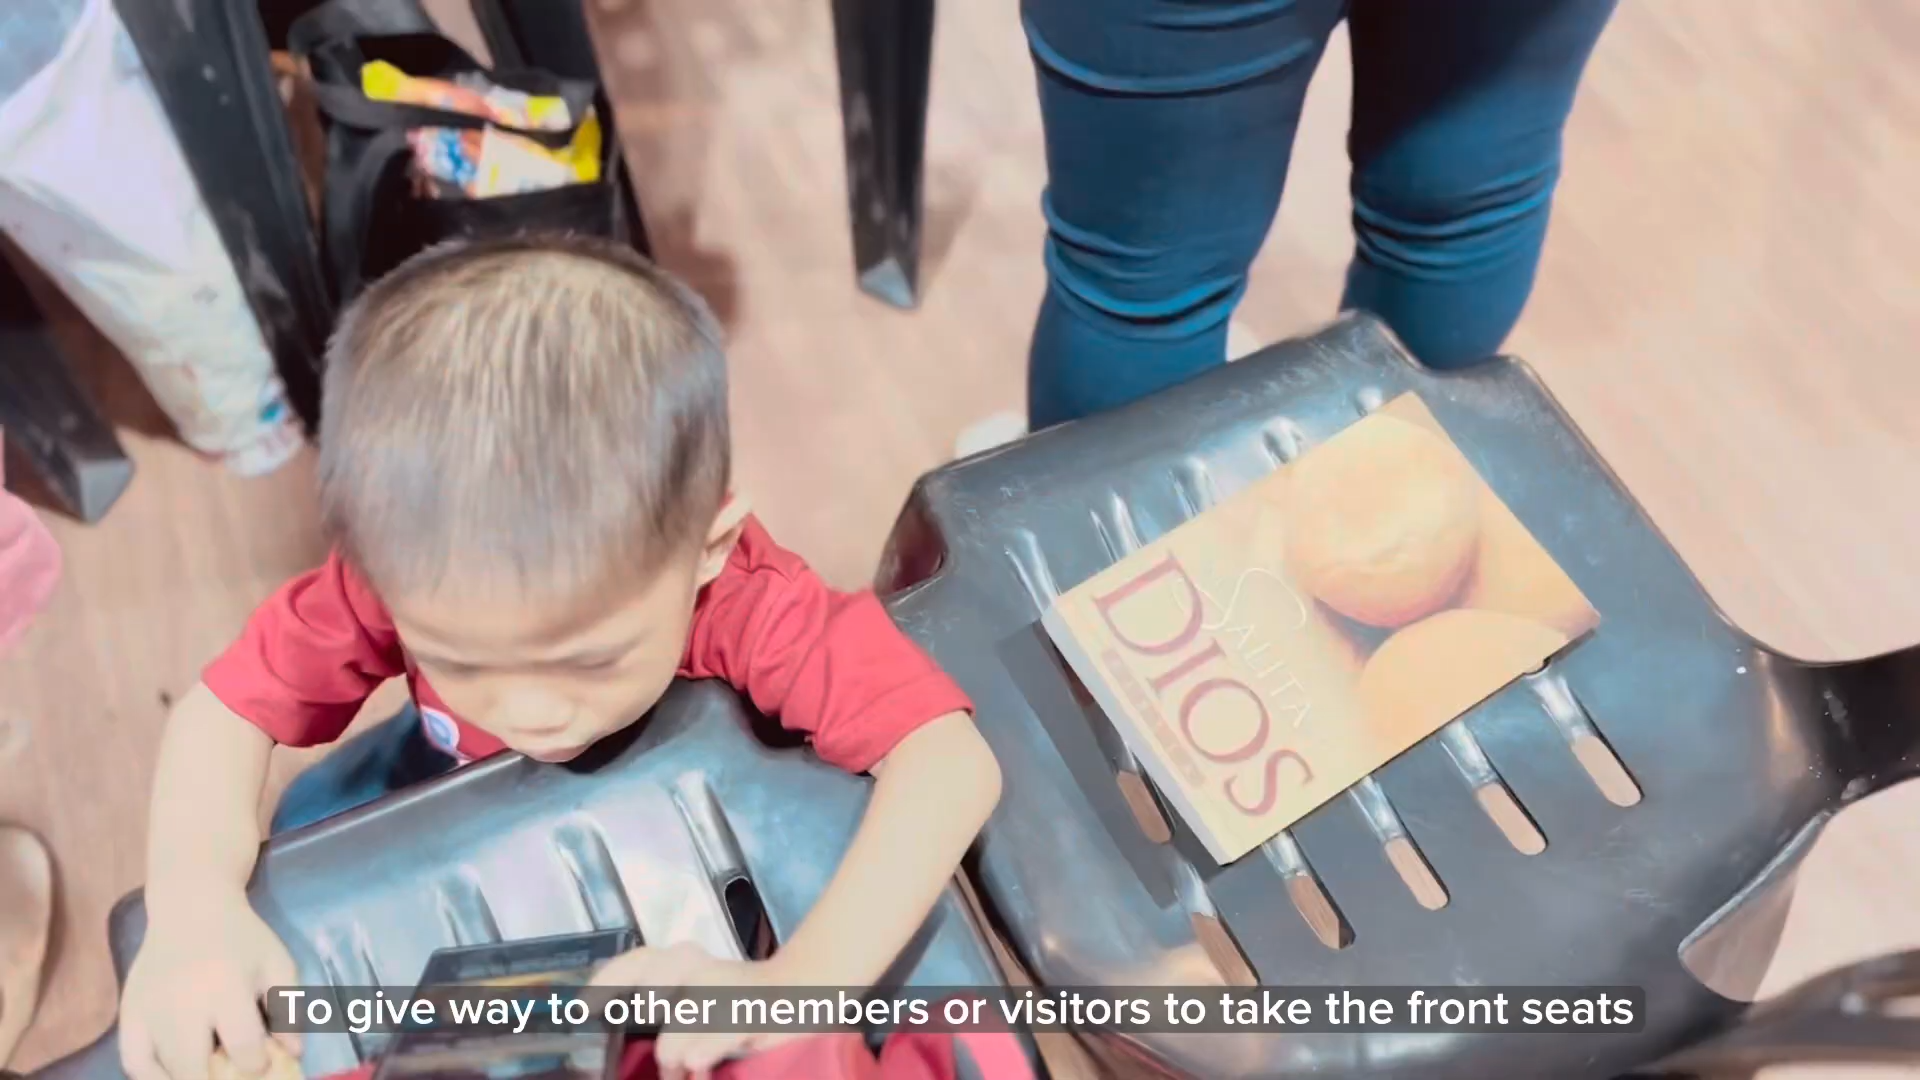 SALITA
DIOS
To give way to other members or visitors to take the front seats